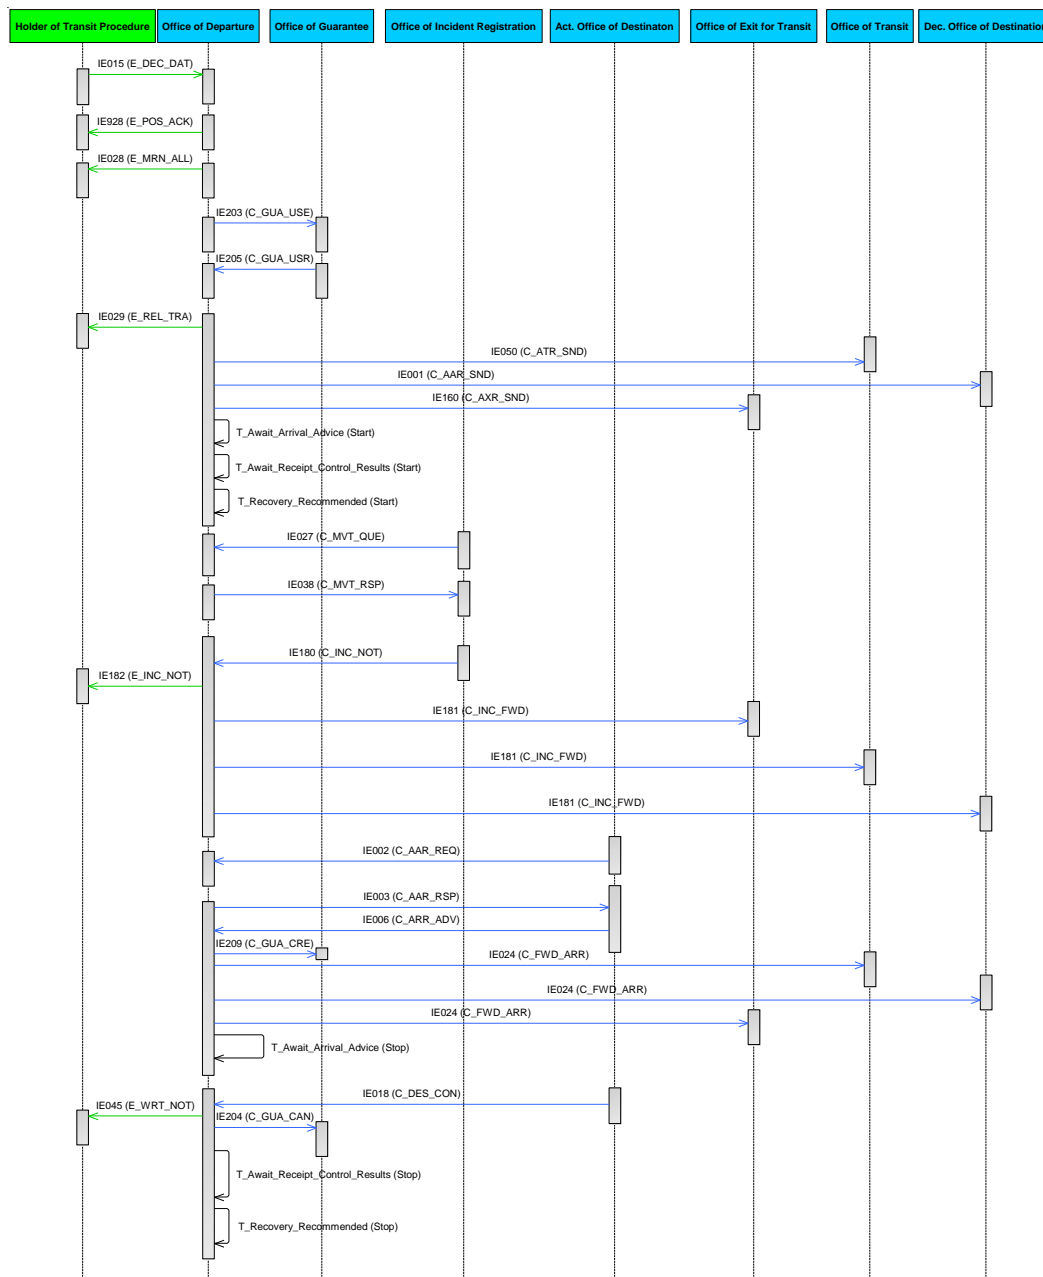 Holder of Transit Procedure
Office of Departure
Office of Guarantee
Office of Incident Registration
Act. Office of Destinaton
Office of Exit for Transit
Office of Transit
Dec. Office of Destination
IE015 (E_DEC_DAT)
IE928 (E_POS_ACK)
IE028 (E_MRN_ALL)
IE203 (C_GUA_USE)
IE205 (C_GUA_USR)
IE029 (E_REL_TRA)
IE050 (C_ATR_SND)
IE001 (C_AAR_SND)
IE160 (C_AXR_SND)
T_Await_Arrival_Advice (Start)
T_Await_Receipt_Control_Results (Start)
T_Recovery_Recommended (Start)
IE027 (C_MVT_QUE)
IE038 (C_MVT_RSP)
IE180 (C_INC_NOT)
IE182 (E_INC_NOT)
IE181 (C_INC_FWD)
IE181 (C_INC_FWD)
IE181 (C_INC_FWD)
IE002 (C_AAR_REQ)
IE003 (C_AAR_RSP)
IE006 (C_ARR_ADV)
IE209 (C_GUA_CRE)
IE024 (C_FWD_ARR)
IE024 (C_FWD_ARR)
IE024 (C_FWD_ARR)
T_Await_Arrival_Advice (Stop)
IE018 (C_DES_CON)
IE045 (E_WRT_NOT)
IE204 (C_GUA_CAN)
T_Await_Receipt_Control_Results (Stop)
T_Recovery_Recommended (Stop)